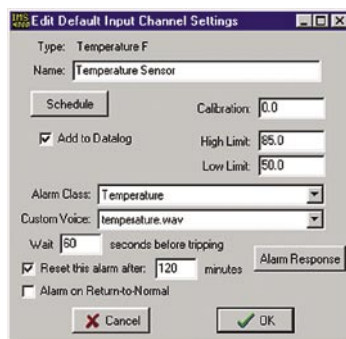 IMS 4000 Edit Default Input Channel Settings
Type: Temperature F
Name: Temperature Sensor
Schedule
Calibration: 0.0
Add to Datalog
High Limit: 85.0
Low Limit: 50.0
Alarm Class: Temperature
Custom Voice: temperature.wav
Wait 60 seconds before tripping
Reset this alarm after: 120 minutes
Alarm Response
Alarm on Return-to-Normal
Cancel
OK